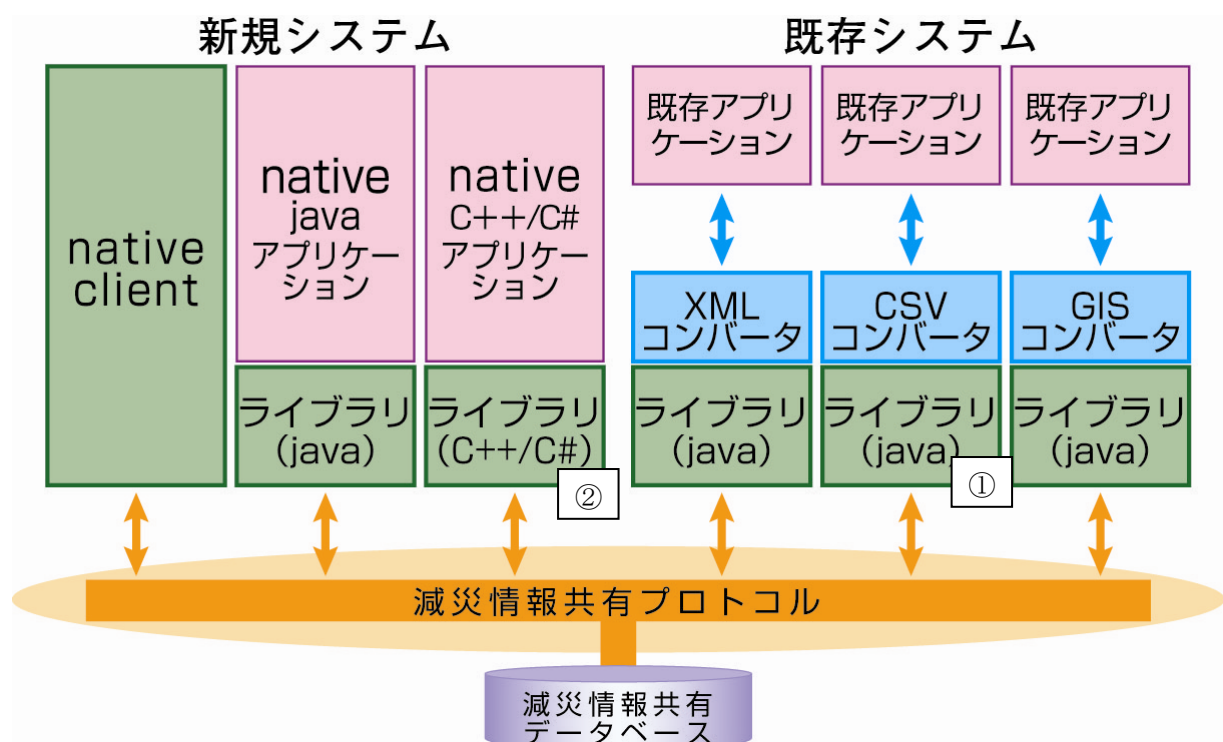 新規システム
既存システム
native
client
native
java
アプリケー
ション
ライブラリ
(java)
native
C++/C#
アプリケー
ション
ライブラリ
(C++/C#)
②
既存アプリ
ケーション
XML
コンバータ
ライブラリ
(java)
既存アプリ
ケーション
CSV
コンバータ
ライブラリ
(java)
①
既存アプリ
ケーション
GIS
コンバータ
ライブラリ
(java)
減災情報共有プロトコル
減災情報共有
データベース